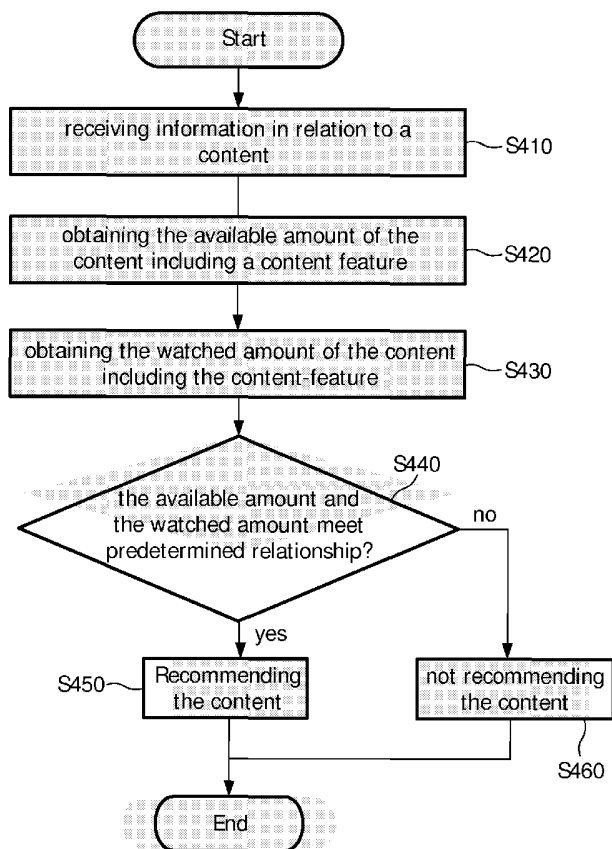 Start
receiving information in relation to a
content
S410
obtaining the available amount of the
content including a content feature
S420
obtaining the watched amount of the content
including the content-feature
S430
S440
the available amount and
the watched amount meet
predetermined relationship?
no
yes
S450
Recommending
the content
not recommending
the content
S460
End